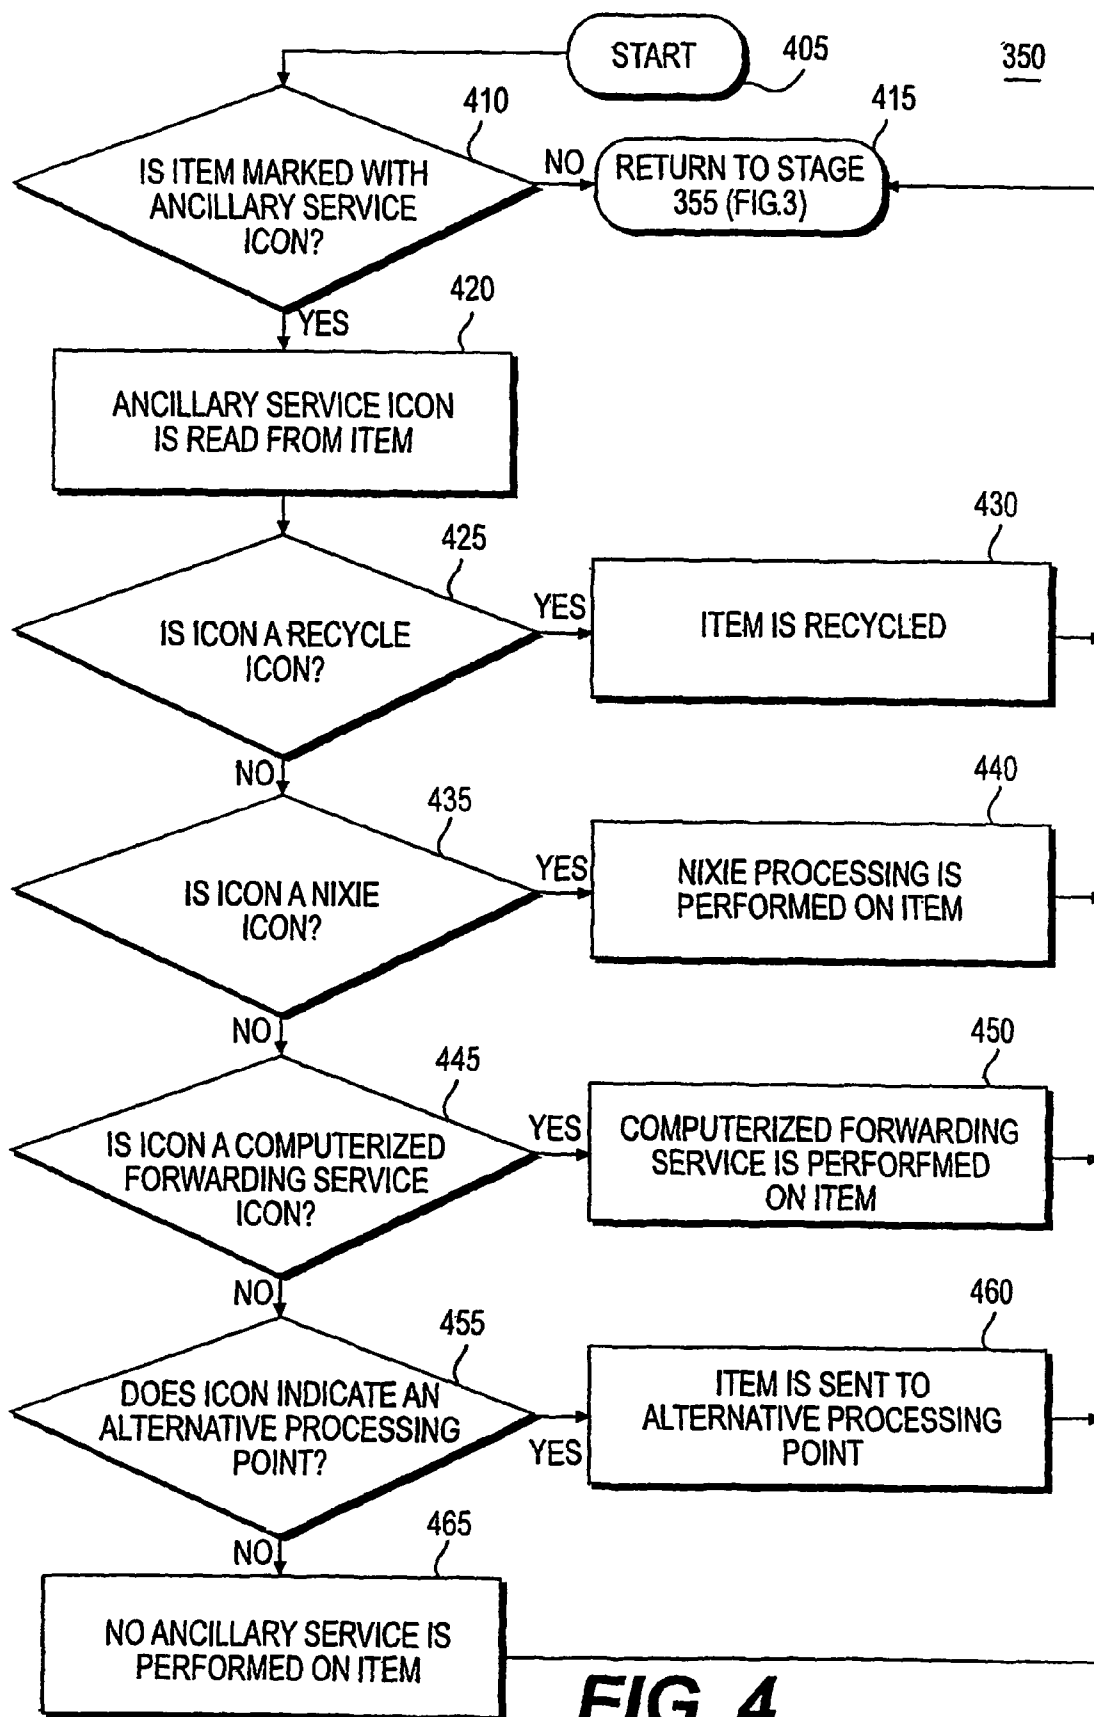 START
405
350
410
415
IS ITEM MARKED WITH
ANCILLARY SERVICE
ICON?
NO
RETURN TO STAGE
355 (FIG.3)
YES
420
ANCILLARY SERVICE ICON
IS READ FROM ITEM
425
430
IS ICON A RECYCLE
ICON?
YES
ITEM IS RECYCLED
NO
435
440
IS ICON A NIXIE
ICON?
YES
NIXIE PROCESSING IS
PERFORMED ON ITEM
NO
445
450
IS ICON A COMPUTERIZED
FORWARDING SERVICE
ICON?
YES
COMPUTERIZED FORWARDING
SERVICE IS PERFORFMED
ON ITEM
NO
455
460
DOES ICON INDICATE AN
ALTERNATIVE PROCESSING
POINT?
YES
ITEM IS SENT TO
ALTERNATIVE PROCESSING
POINT
NO
465
NO ANCILLARY SERVICE IS
PERFORMED ON ITEM
FIG. 4